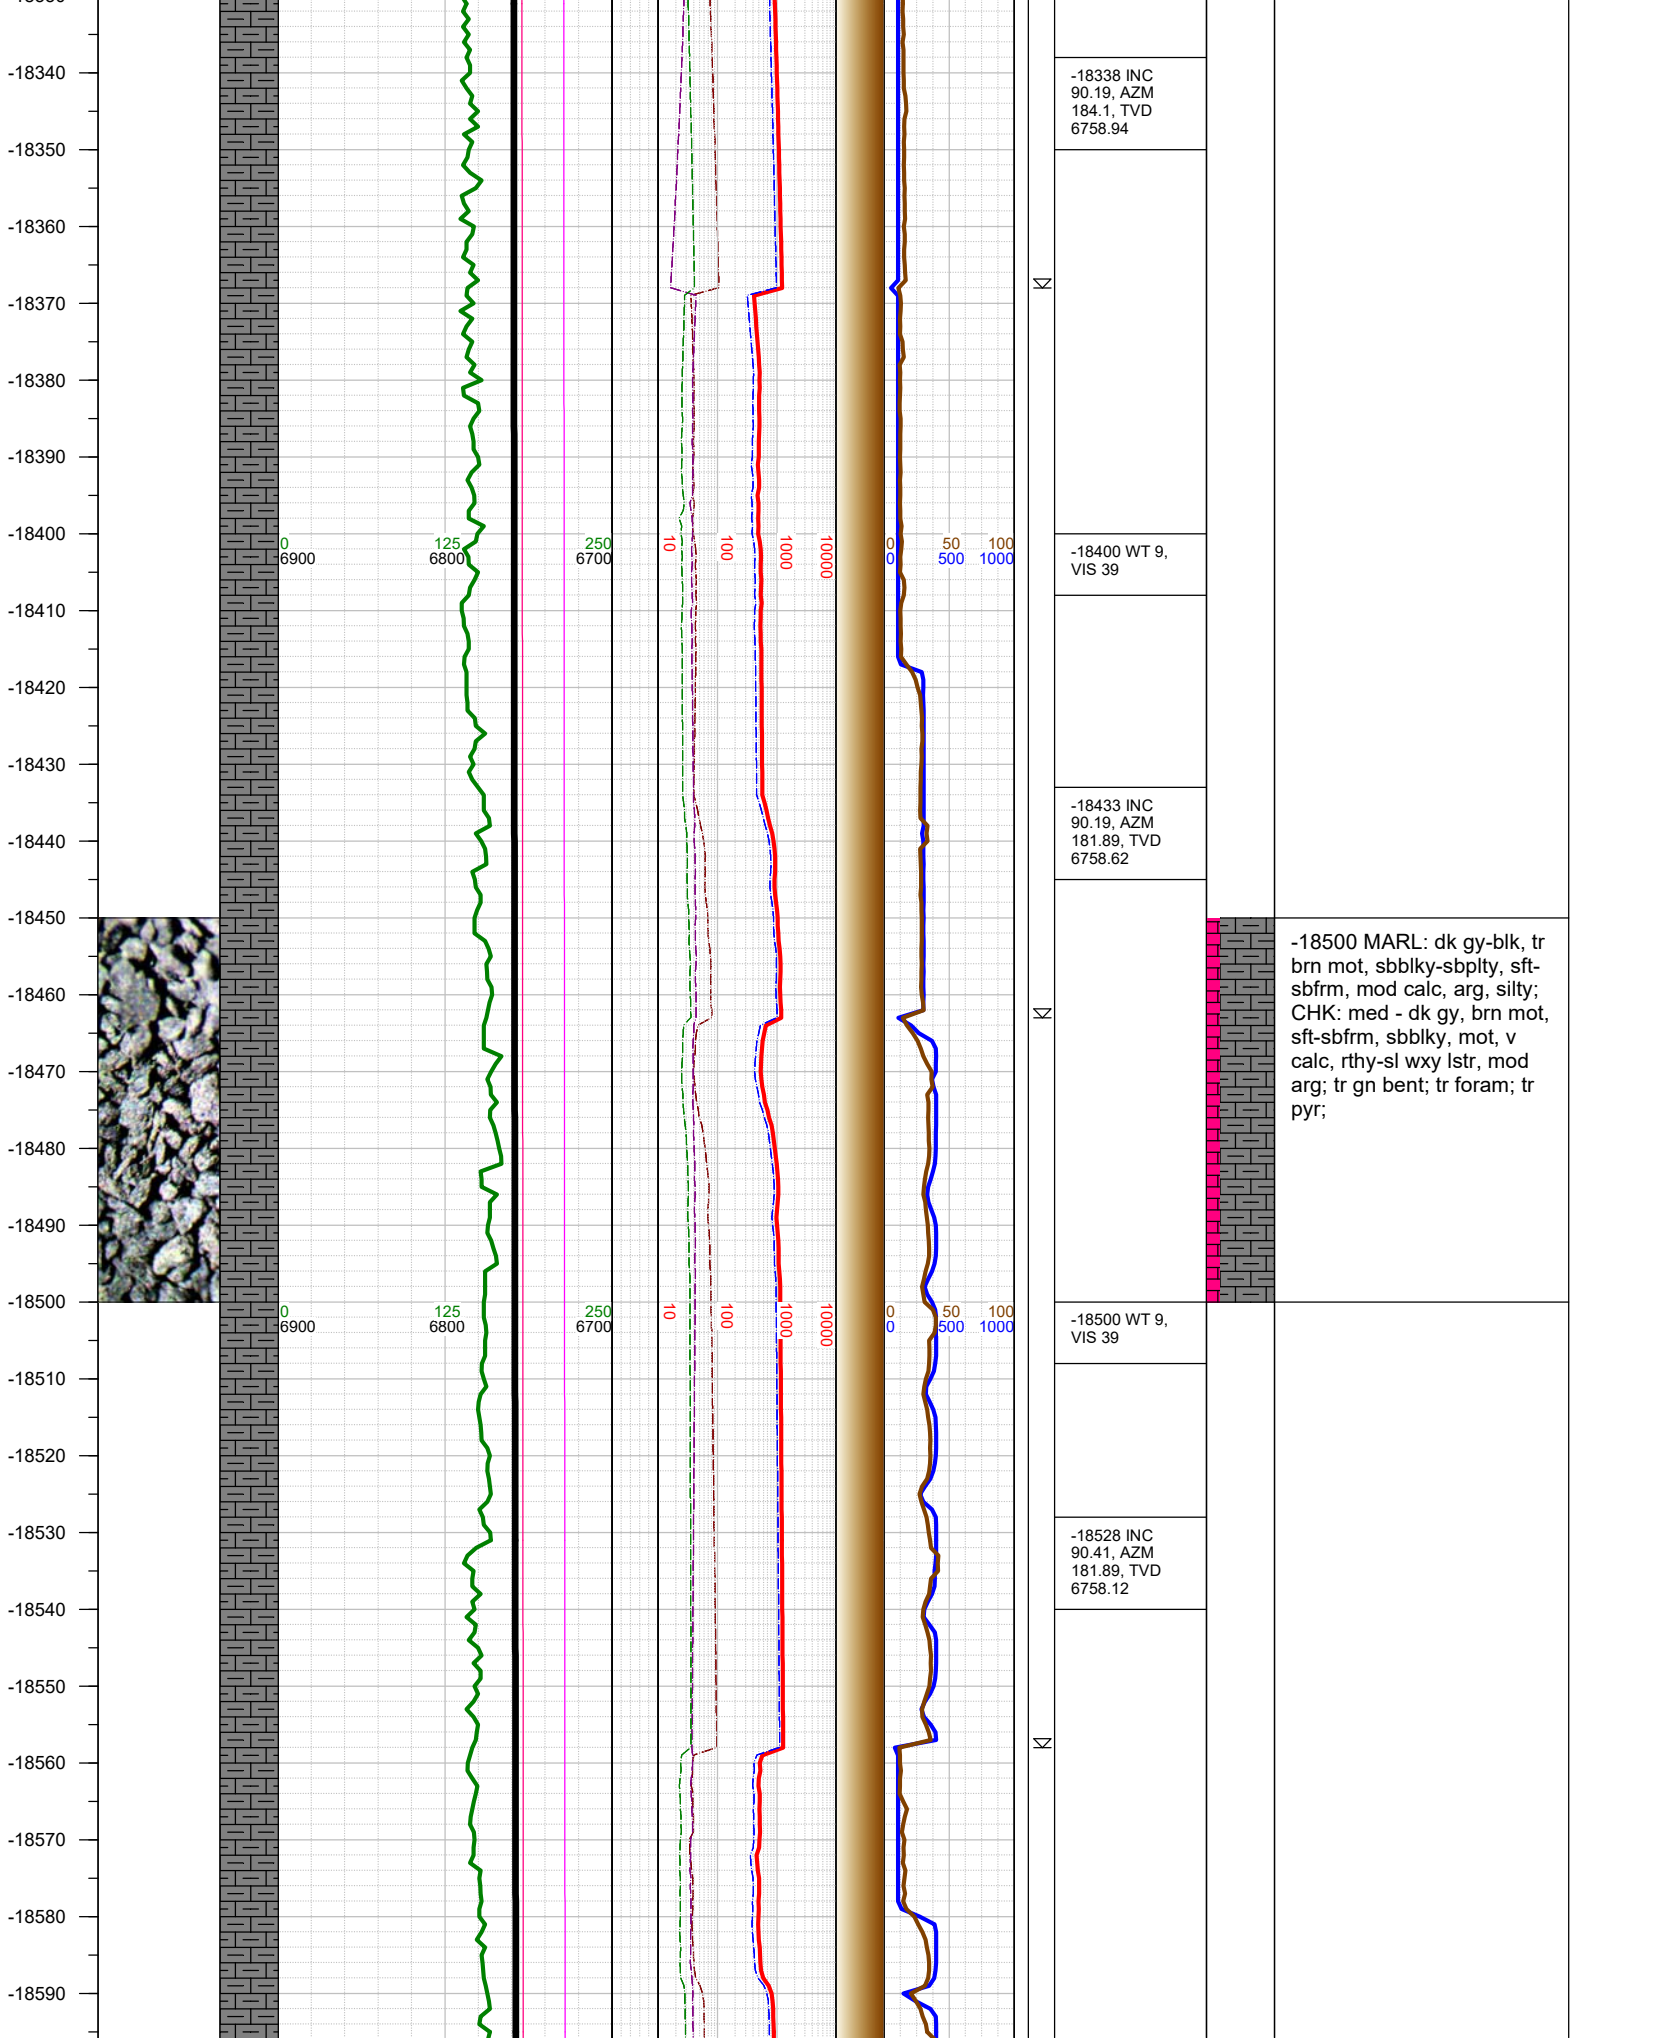 -18340
-18338 INC
90.19, AZM
184.1, TVD
6758.94
-18350
-18360
-18370
-18380
-18390
-18400
0 125 250
6900 6800 6700
10 100 1000 10000
0 50 100
0 500 1000
-18400 WT 9,
VIS 39
-18410
-18420
-18430
-18433 INC
90.19, AZM
181.89, TVD
6758.62
-18440
-18450
-18500 MARL: dk gy-blk, tr
brn mot, sbblky-sbplty, sft-
sbfrm, mod calc, arg, silty;
CHK: med - dk gy, brn mot,
sft-sbfrm, sbblky, mot, v
calc, rthy-sl wxy lstr, mod
arg; tr gn bent; tr foram; tr
pyr;
-18460
-18470
-18480
-18490
-18500
0 125 250
6900 6800 6700
10 100 1000 10000
0 50 100
0 500 1000
-18500 WT 9,
VIS 39
-18510
-18520
-18530
-18528 INC
90.41, AZM
181.89, TVD
6758.12
-18540
-18550
-18560
-18570
-18580
-18590